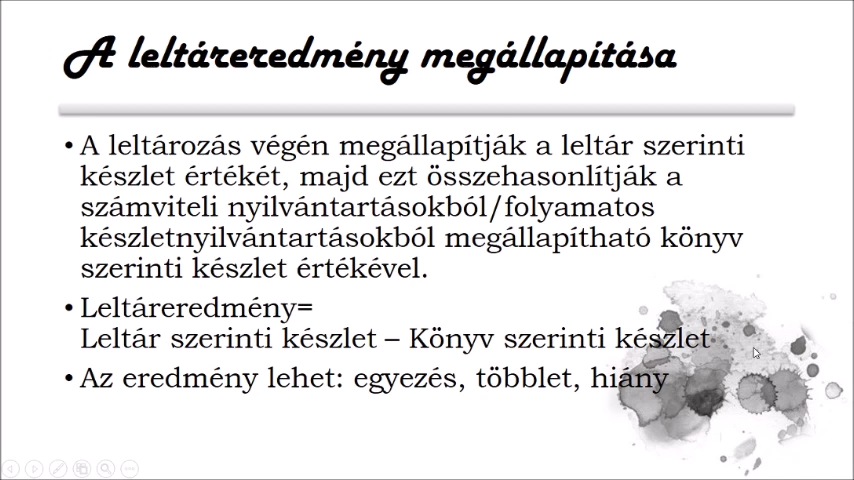 A leltáreredmény megállapítása
• A leltározás végén megállapítják a leltár szerinti
készlet értékét, majd ezt összehasonlítják a
számviteli nyilvántartásokból/folyamatos
készletnyilvántartásokból megállapítható könyv
szerinti készlet értékével.
• Leltáreredmény=
Leltár szerinti készlet – Könyv szerinti készlet
• Az eredmény lehet: egyezés, többlet, hiány